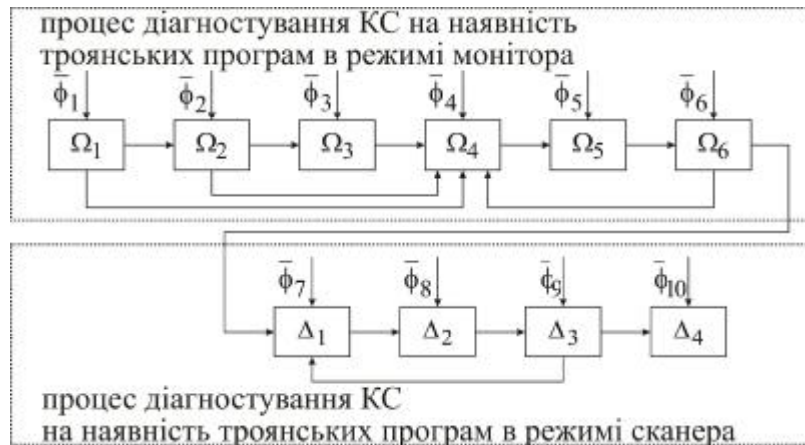 процес діагностування КС на наявність
троянських програм в режимі монітора
ϕ̅1 ϕ̅2 ϕ̅3 ϕ̅4 ϕ̅5 ϕ̅6
Ω1 Ω2 Ω3 Ω4 Ω5 Ω6
ϕ̅7 ϕ̅8 ϕ̅9 ϕ̅10
Δ1 Δ2 Δ3 Δ4
процес діагностування КС
на наявність троянських програм в режимі сканера